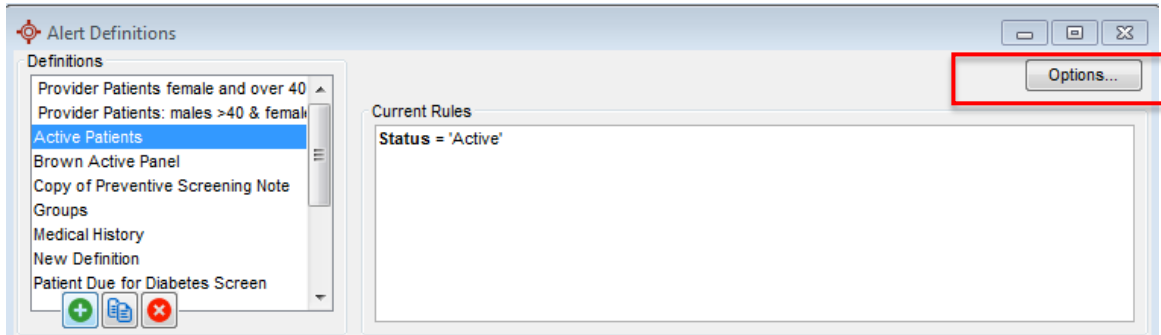 Alert Definitions
Definitions
Provider Patients female and over 40
Provider Patients: males >40 &
Active Patients
Brown Active Panel
Copy of Preventive Screening Note
Groups
Medical History
New Definition
Patient Due for Diabetes Screen
Options...
Current Rules
Status = 'Active'